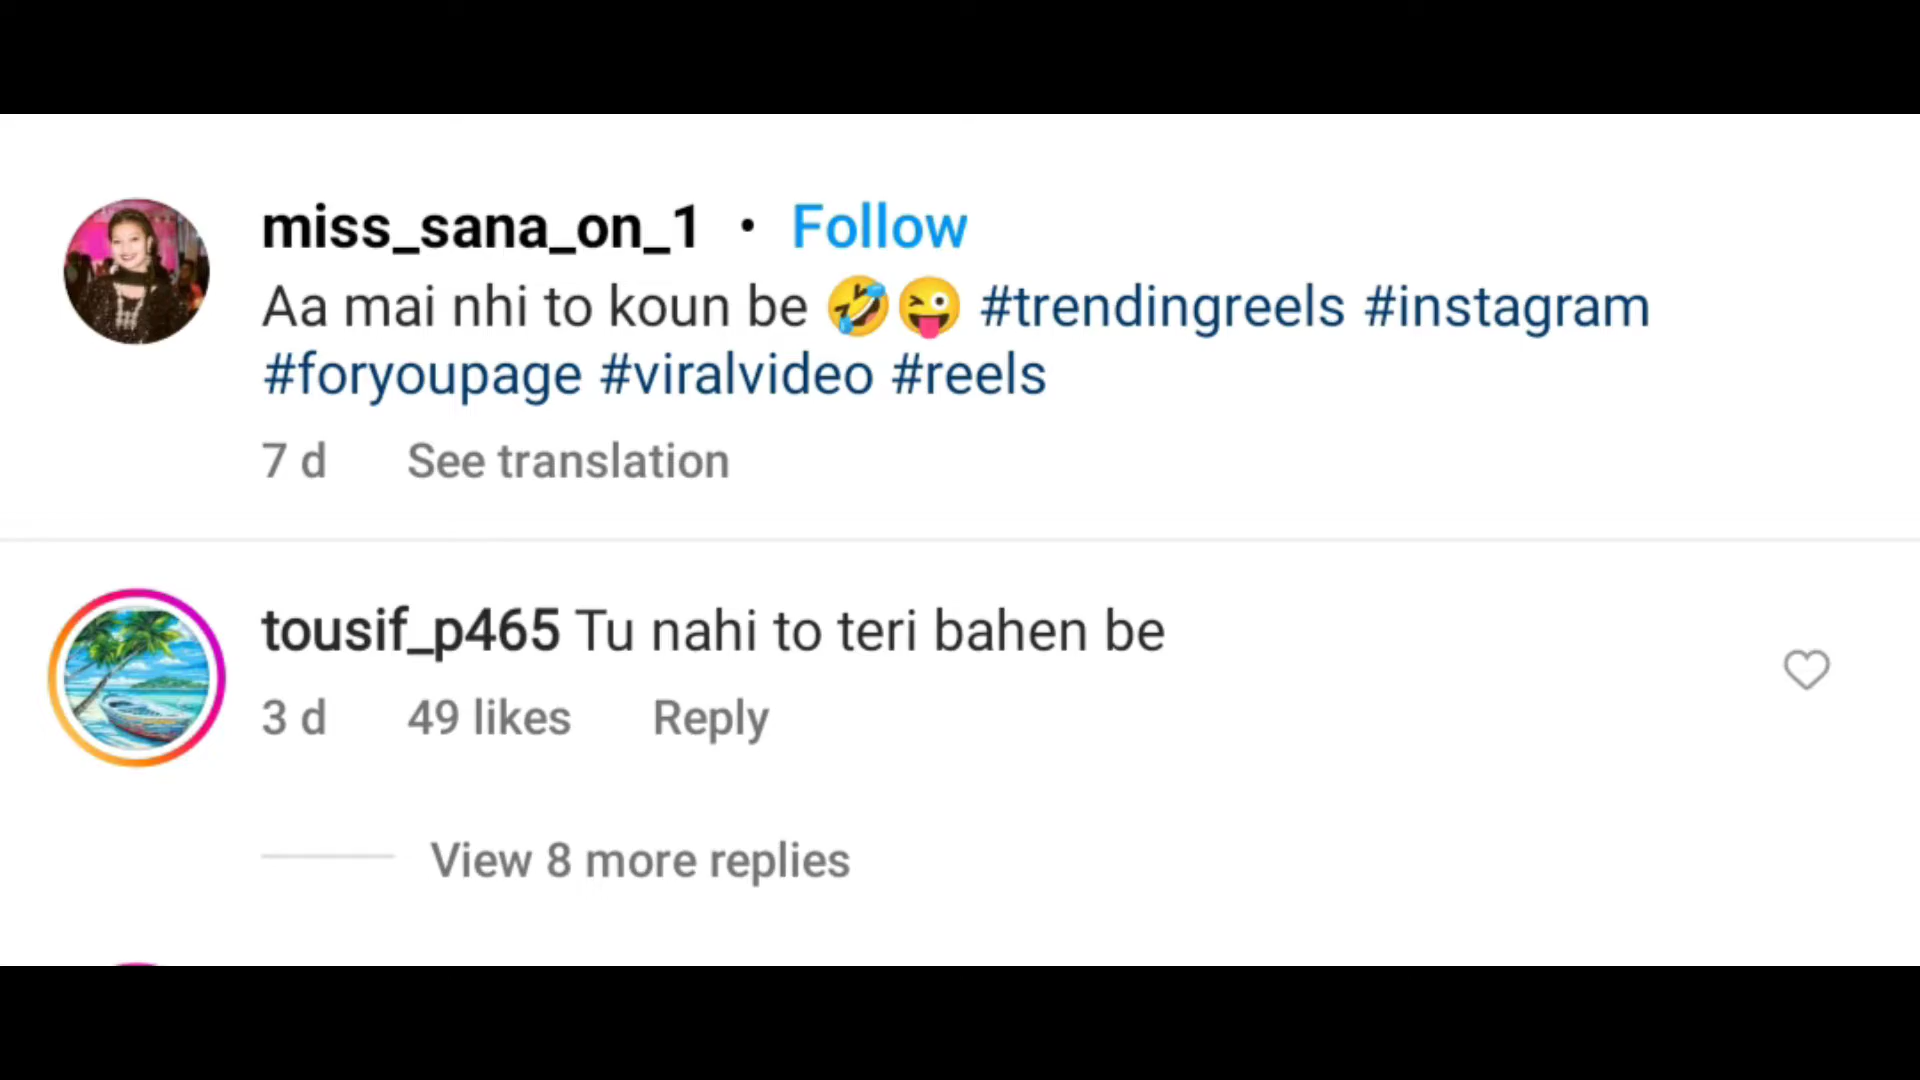 miss_sana_on_1 • Follow
Aa mai nhi to koun be 🤣😜 #trendingreels #instagram
#foryoupage #viralvideo #reels
7 d See translation
tousif_p465 Tu nahi to teri bahen be
3 d 49 likes Reply
View 8 more replies